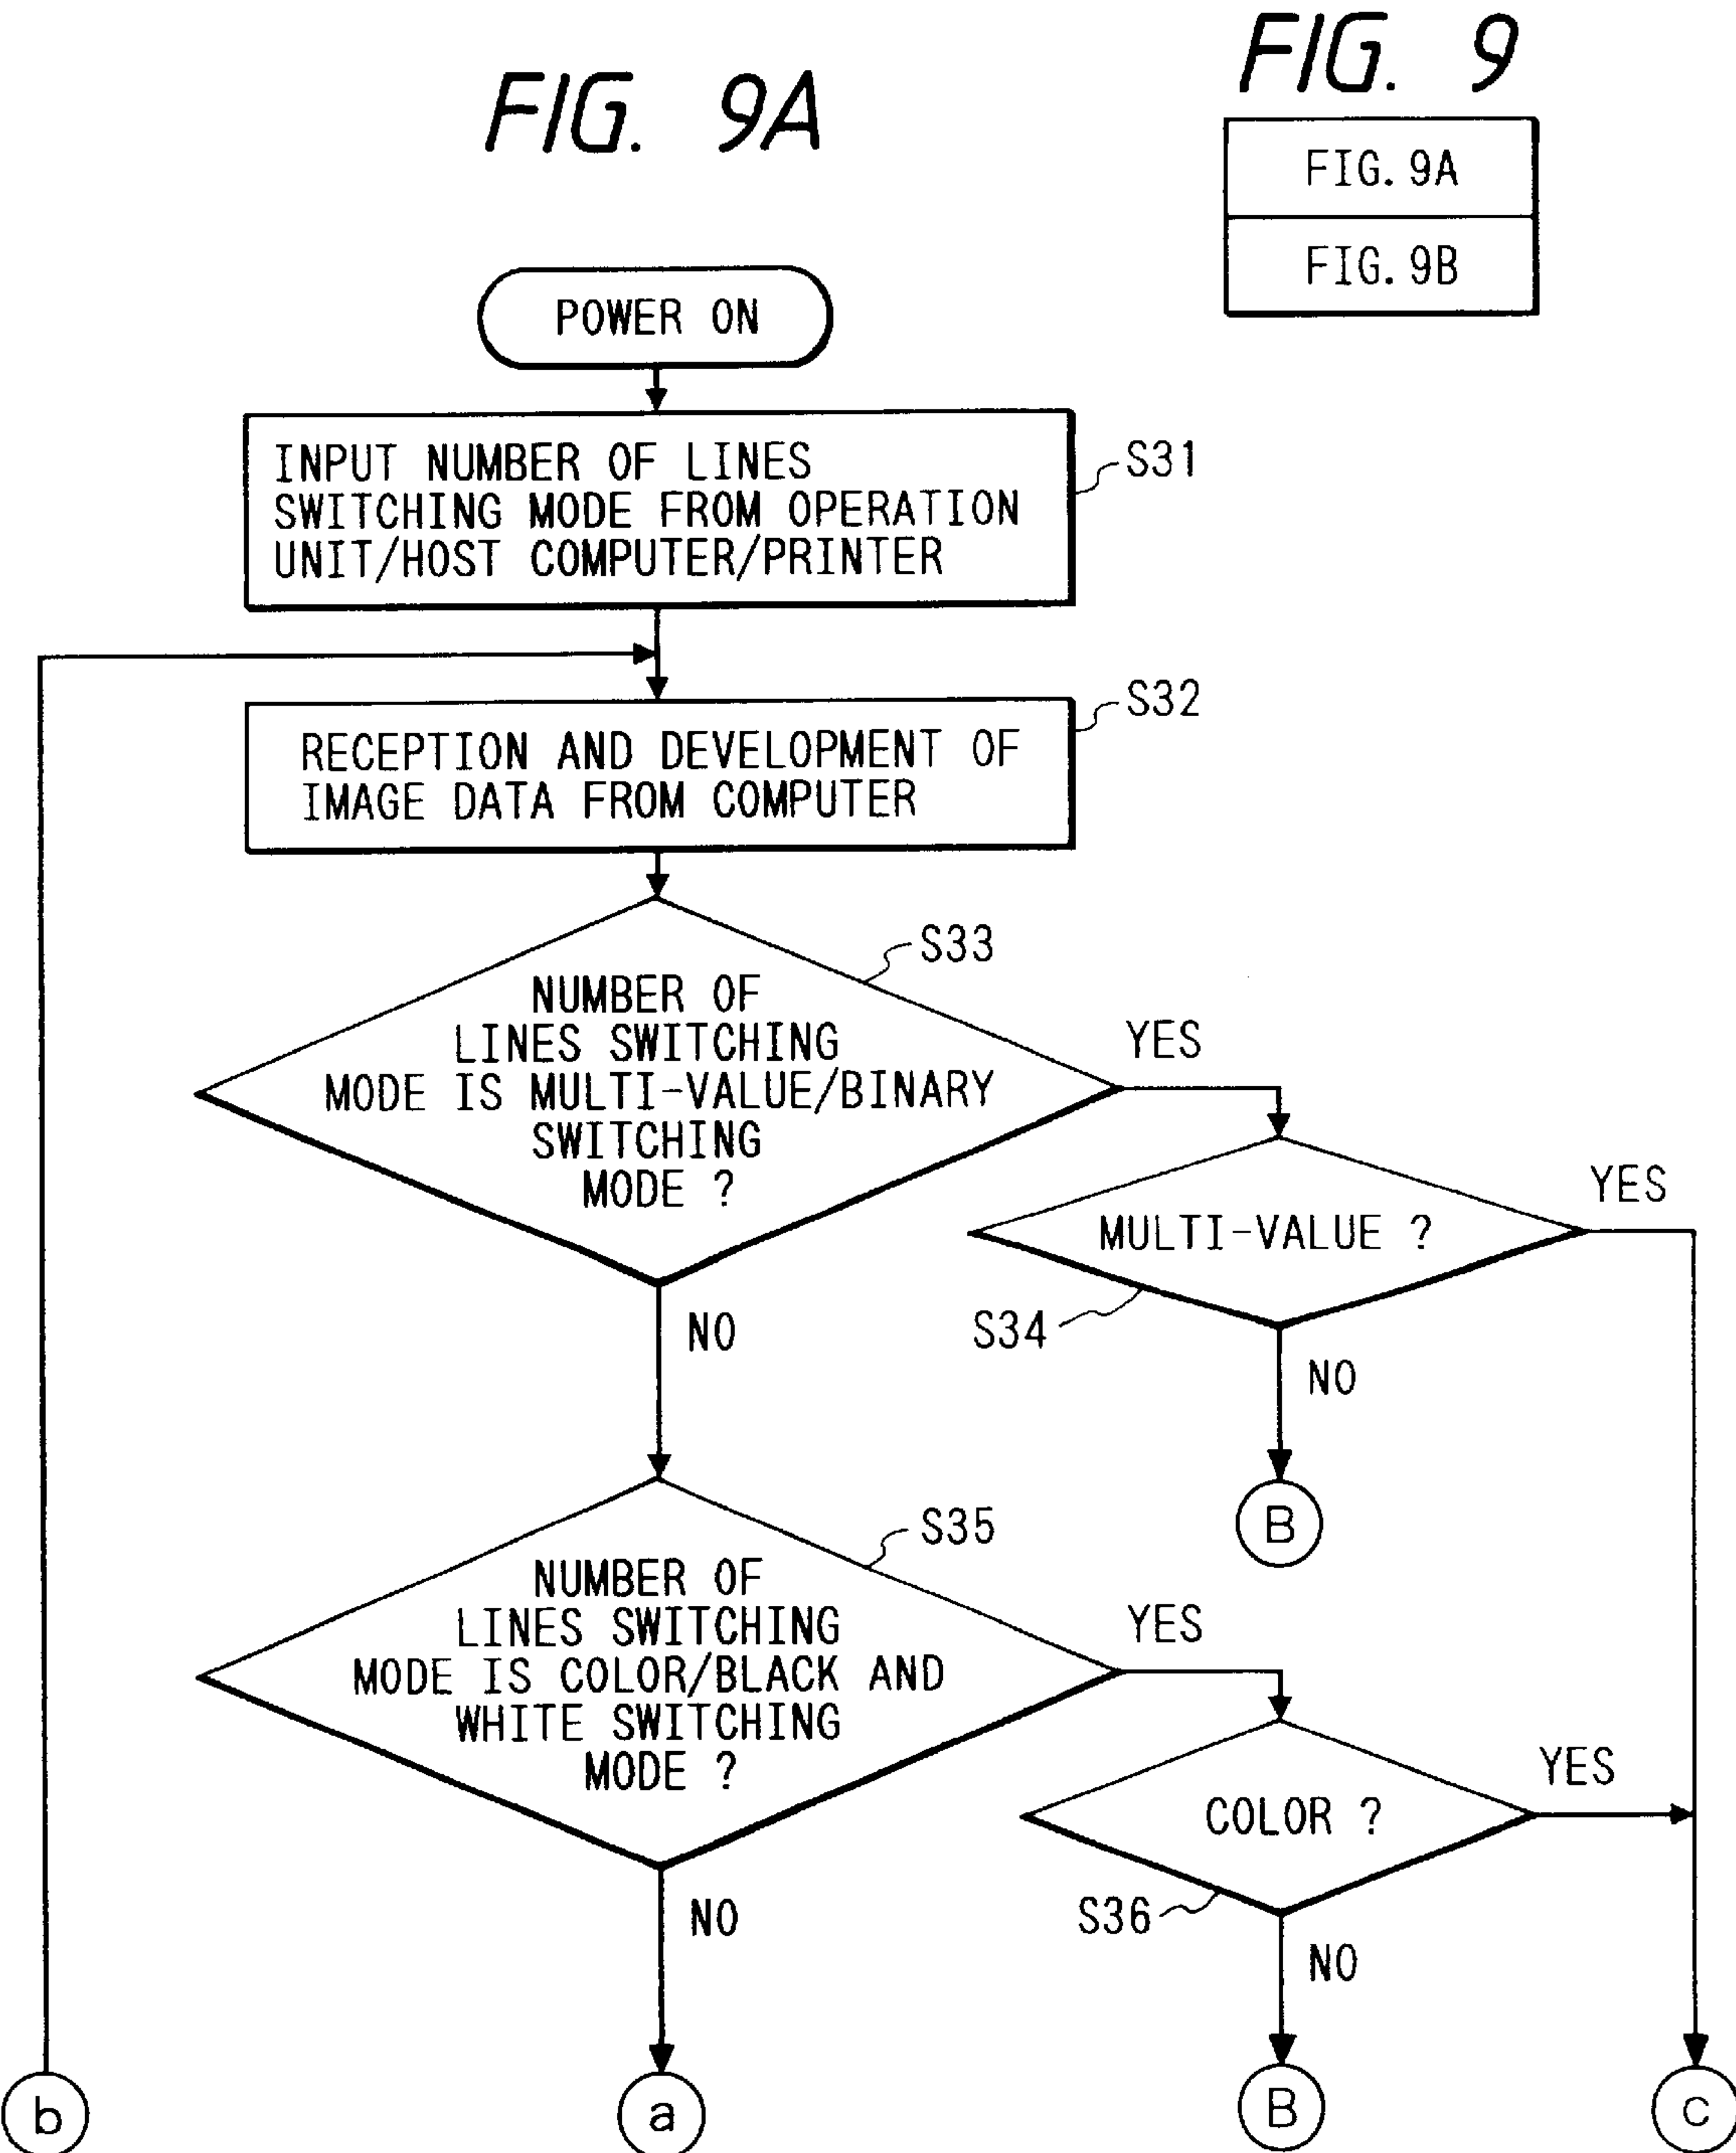 FIG. 9A
FIG. 9
FIG. 9A
FIG. 9B
POWER ON
INPUT NUMBER OF LINES
SWITCHING MODE FROM OPERATION
UNIT/HOST COMPUTER/PRINTER
S31
RECEPTION AND DEVELOPMENT OF
IMAGE DATA FROM COMPUTER
S32
NUMBER OF
LINES SWITCHING
MODE IS MULTI-VALUE/BINARY
SWITCHING
MODE ?
S33
YES
NO
MULTI-VALUE ?
S34
YES
NO
B
NUMBER OF
LINES SWITCHING
MODE IS COLOR/BLACK AND
WHITE SWITCHING
MODE ?
S35
YES
NO
COLOR ?
S36
YES
NO
b
a
B
c